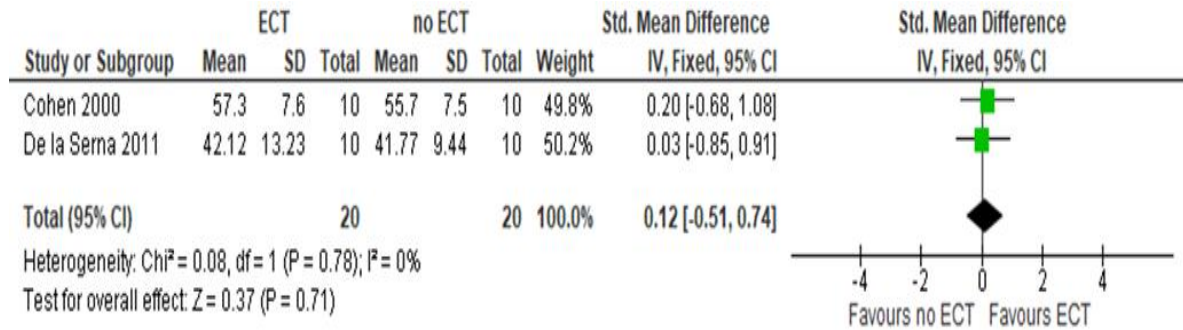 ECT no ECT Std. Mean Difference Std. Mean Difference
Study or Subgroup Mean SD Total Mean SD Total Weight IV, Fixed, 95% CI IV, Fixed, 95% CI
Cohen 2000 57.3 7.6 10 55.7 7.5 10 49.8% 0.20 [-0.68, 1.08]
De la Serna 2011 42.12 13.23 10 41.77 9.44 10 50.2% 0.03 [-0.85, 0.91]
Total (95% CI) 20 20 100.0% 0.12 [-0.51, 0.74]
Heterogeneity: Chi² = 0.08, df = 1 (P = 0.78); I² = 0%
Test for overall effect: Z = 0.37 (P = 0.71)
-4 -2 0 2 4
Favours no ECT Favours ECT